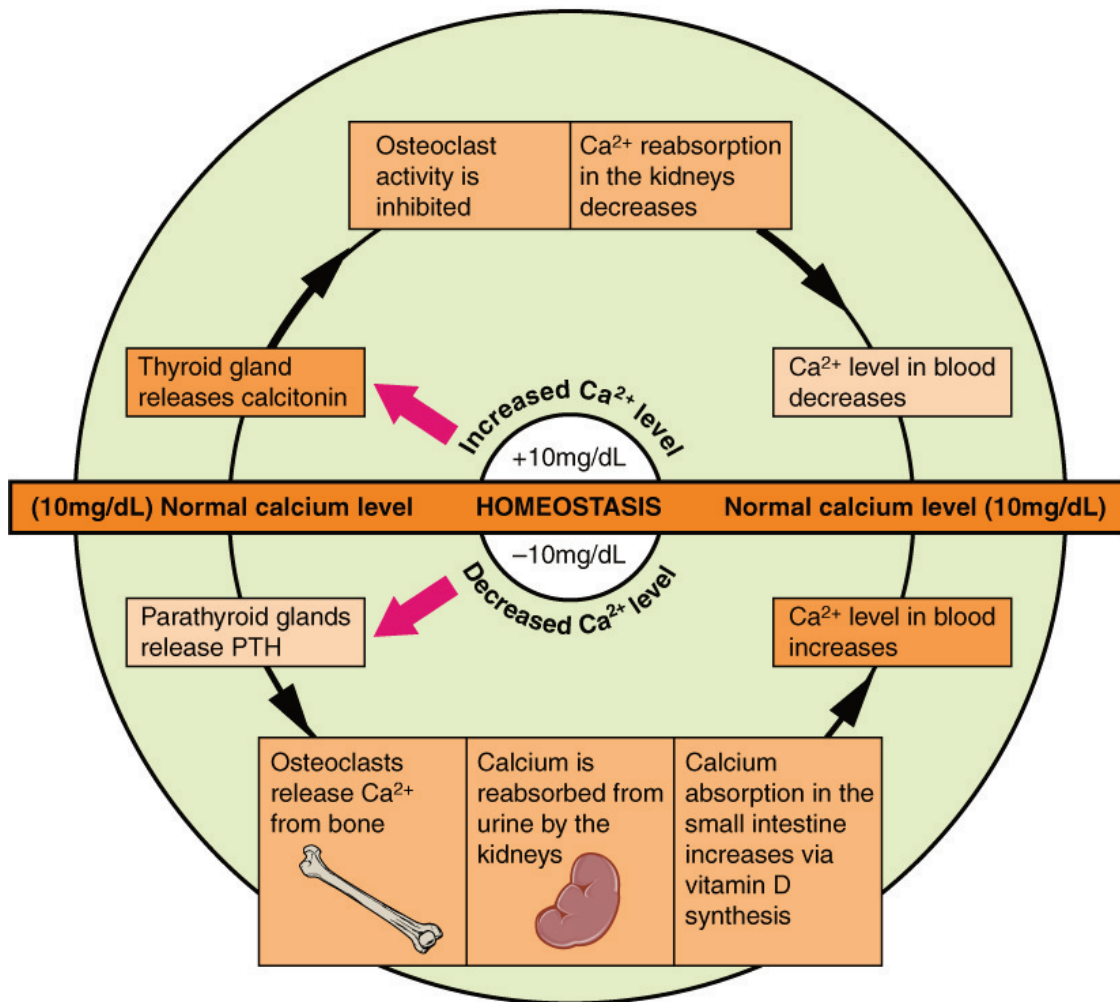 Osteoclast
activity is
inhibited
Ca²⁺ reabsorption
in the kidneys
decreases
Thyroid gland
releases calcitonin
Increased Ca²⁺ level
+10mg/dL
Ca²⁺ level in blood
decreases
(10mg/dL) Normal calcium level
HOMEOSTASIS
Normal calcium level (10mg/dL)
–10mg/dL
Decreased Ca²⁺ level
Parathyroid glands
release PTH
Ca²⁺ level in blood
increases
Osteoclasts
release Ca²⁺
from bone
Calcium is
reabsorbed from
urine by the
kidneys
Calcium
absorption in the
small intestine
increases via
vitamin D
synthesis